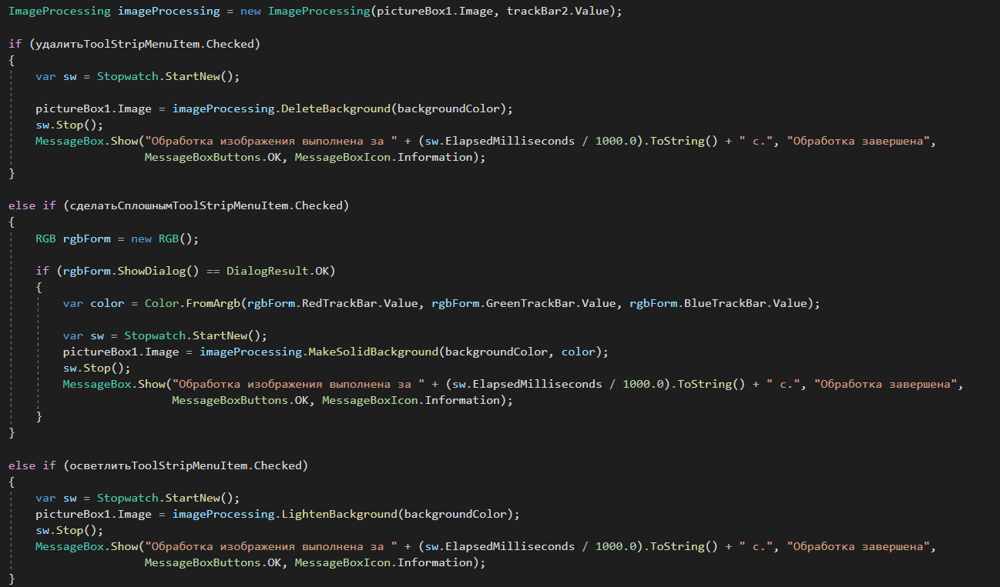 ImageProcessing imageProcessing = new ImageProcessing(pictureBox1.Image, trackBar2.Value);
if (удалитьToolStripMenuItem.Checked)
{
var sw = Stopwatch.StartNew();
pictureBox1.Image = imageProcessing.DeleteBackground(backgroundColor);
sw.Stop();
MessageBox.Show("Обработка изображения выполнена за " + (sw.ElapsedMilliseconds / 1000.0).ToString() + " с.", "Обработка завершена",
MessageBoxButtons.OK, MessageBoxIcon.Information);
}
else if (сделатьСплошнымToolStripMenuItem.Checked)
{
RGB rgbForm = new RGB();
if (rgbForm.ShowDialog() == DialogResult.OK)
{
var color = Color.FromArgb(rgbForm.RedTrackBar.Value, rgbForm.GreenTrackBar.Value, rgbForm.BlueTrackBar.Value);
var sw = Stopwatch.StartNew();
pictureBox1.Image = imageProcessing.MakeSolidBackground(backgroundColor, color);
sw.Stop();
MessageBox.Show("Обработка изображения выполнена за " + (sw.ElapsedMilliseconds / 1000.0).ToString() + " с.", "Обработка завершена",
MessageBoxButtons.OK, MessageBoxIcon.Information);
}
}
else if (осветлитьToolStripMenuItem.Checked)
{
var sw = Stopwatch.StartNew();
pictureBox1.Image = imageProcessing.LightenBackground(backgroundColor);
sw.Stop();
MessageBox.Show("Обработка изображения выполнена за " + (sw.ElapsedMilliseconds / 1000.0).ToString() + " с.", "Обработка завершена",
MessageBoxButtons.OK, MessageBoxIcon.Information);
}